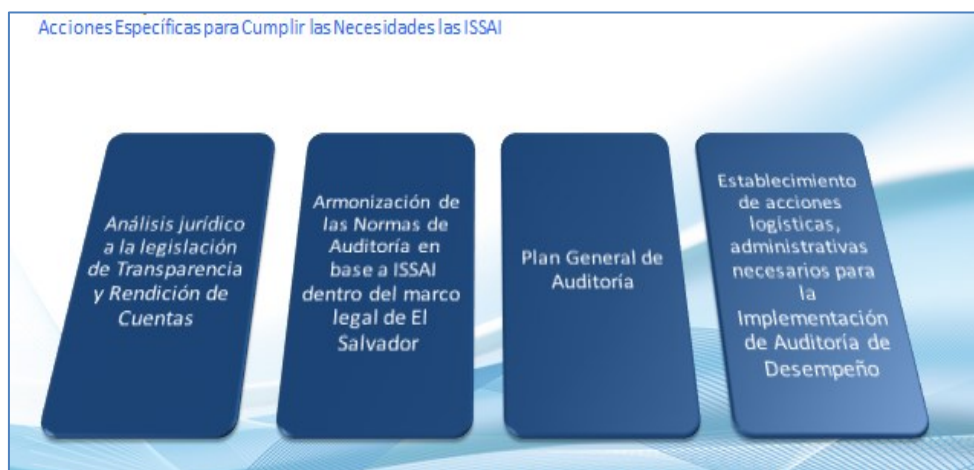 Acciones Específicas para Cumplir las Necesidades las ISSAI
Análisis jurídico
a la legislación
de Transparencia
y Rendición de
Cuentas
Armonización de
las Normas de
Auditoría en
base a ISSAI
dentro del marco
legal de El
Salvador
Plan General de
Auditoría
Establecimiento
de acciones
logísticas,
administrativas
necesarios para
la
Implementación
de Auditoría de
Desempeño